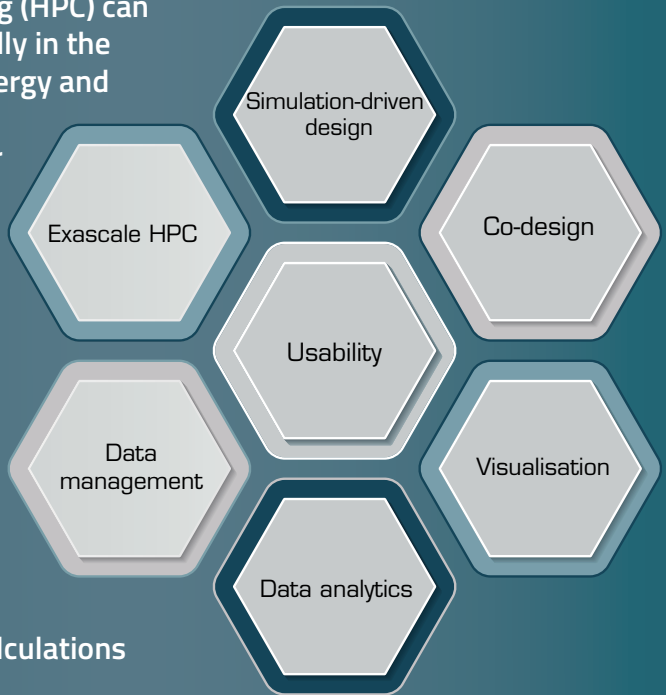 g (HPC) can
lly in the
ergy and
Simulation-driven
design
Exascale HPC
Co-design
Usability
Data
management
Visualisation
Data analytics
lculations